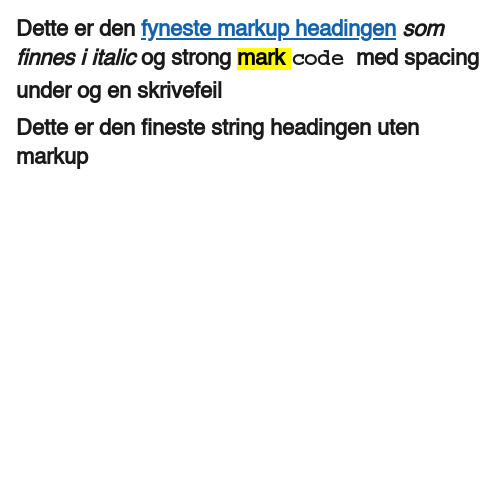 Dette er den fyneste markup headingen som
finnes i italic og strong mark code med spacing
under og en skrivefeil
Dette er den fineste string headingen uten
markup